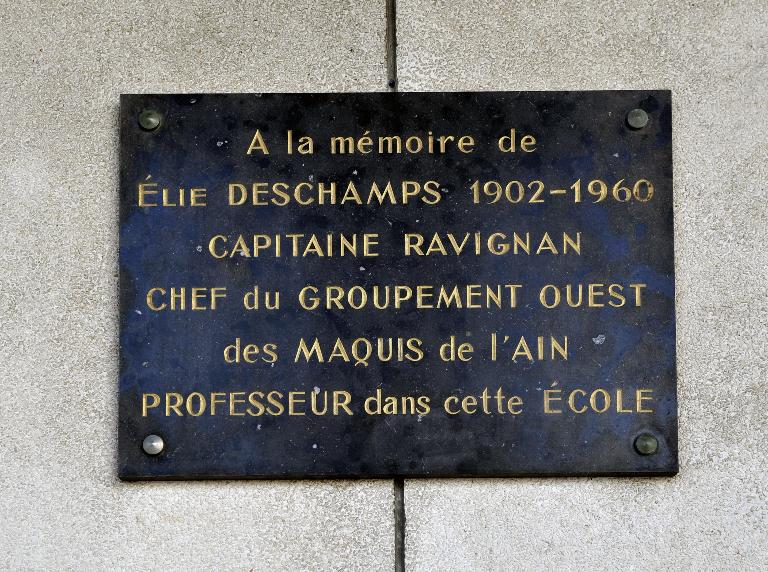 A la mémoire de
ÉLIE DESCHAMPS 1902-1960
CAPITAINE RAVIGNAN
CHEF du GROUPEMENT OUEST
des MAQUIS de l'AIN
PROFESSEUR dans cette ÉCOLE